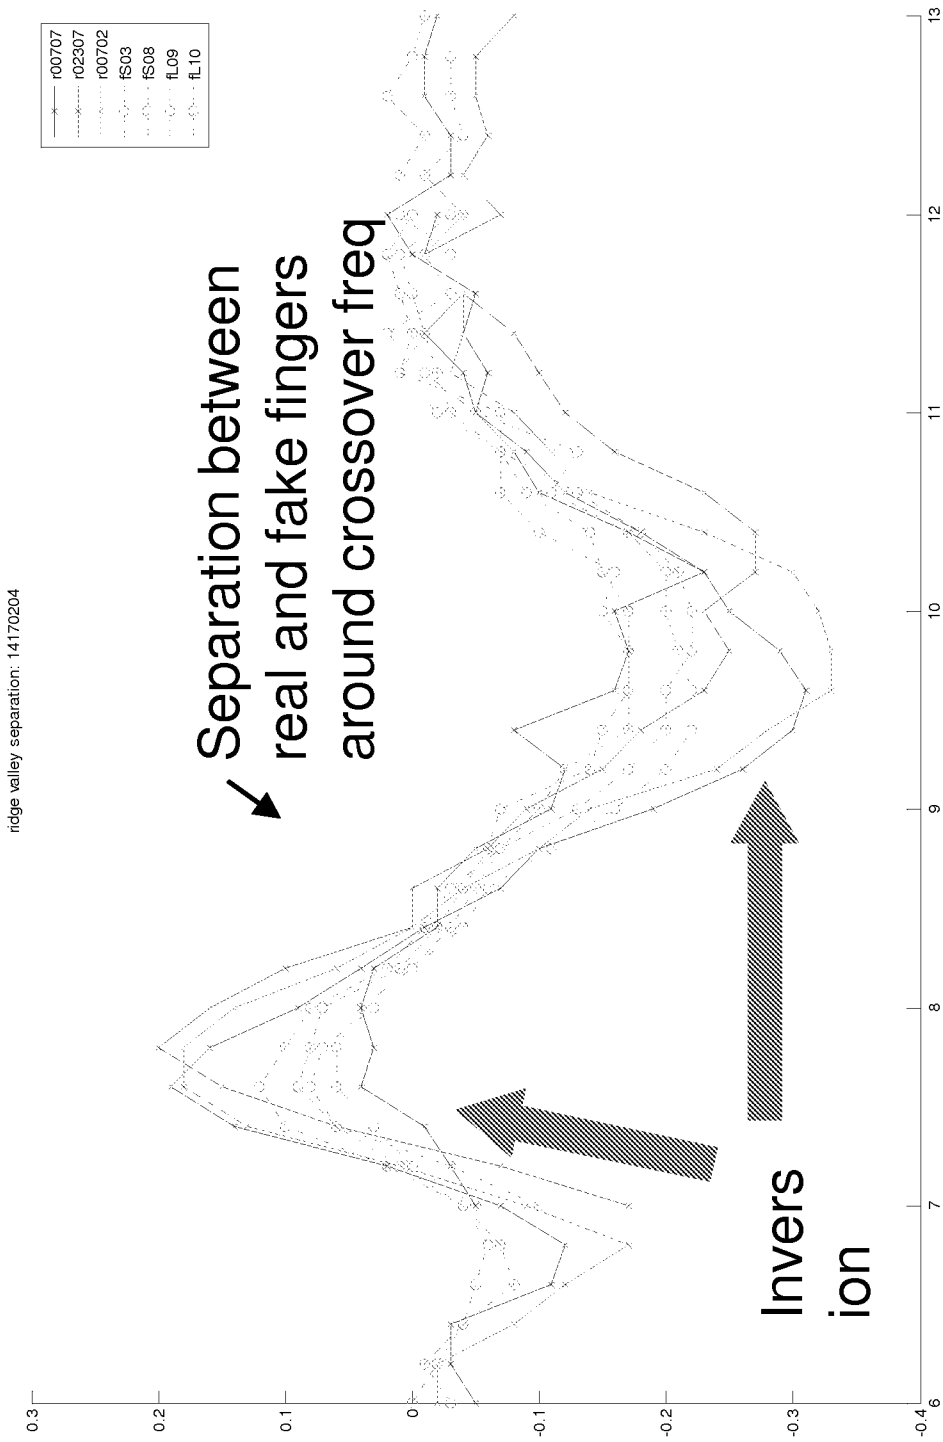 ridge valley separation: 14170204
r00707
r02307
r00702
fS03
fS08
fL09
fL10
Separation between
real and fake fingers
around crossover freq
Invers
ion
0.3
0.2
0.1
0
-0.1
-0.2
-0.3
-0.4
6
7
8
9
10
11
12
13